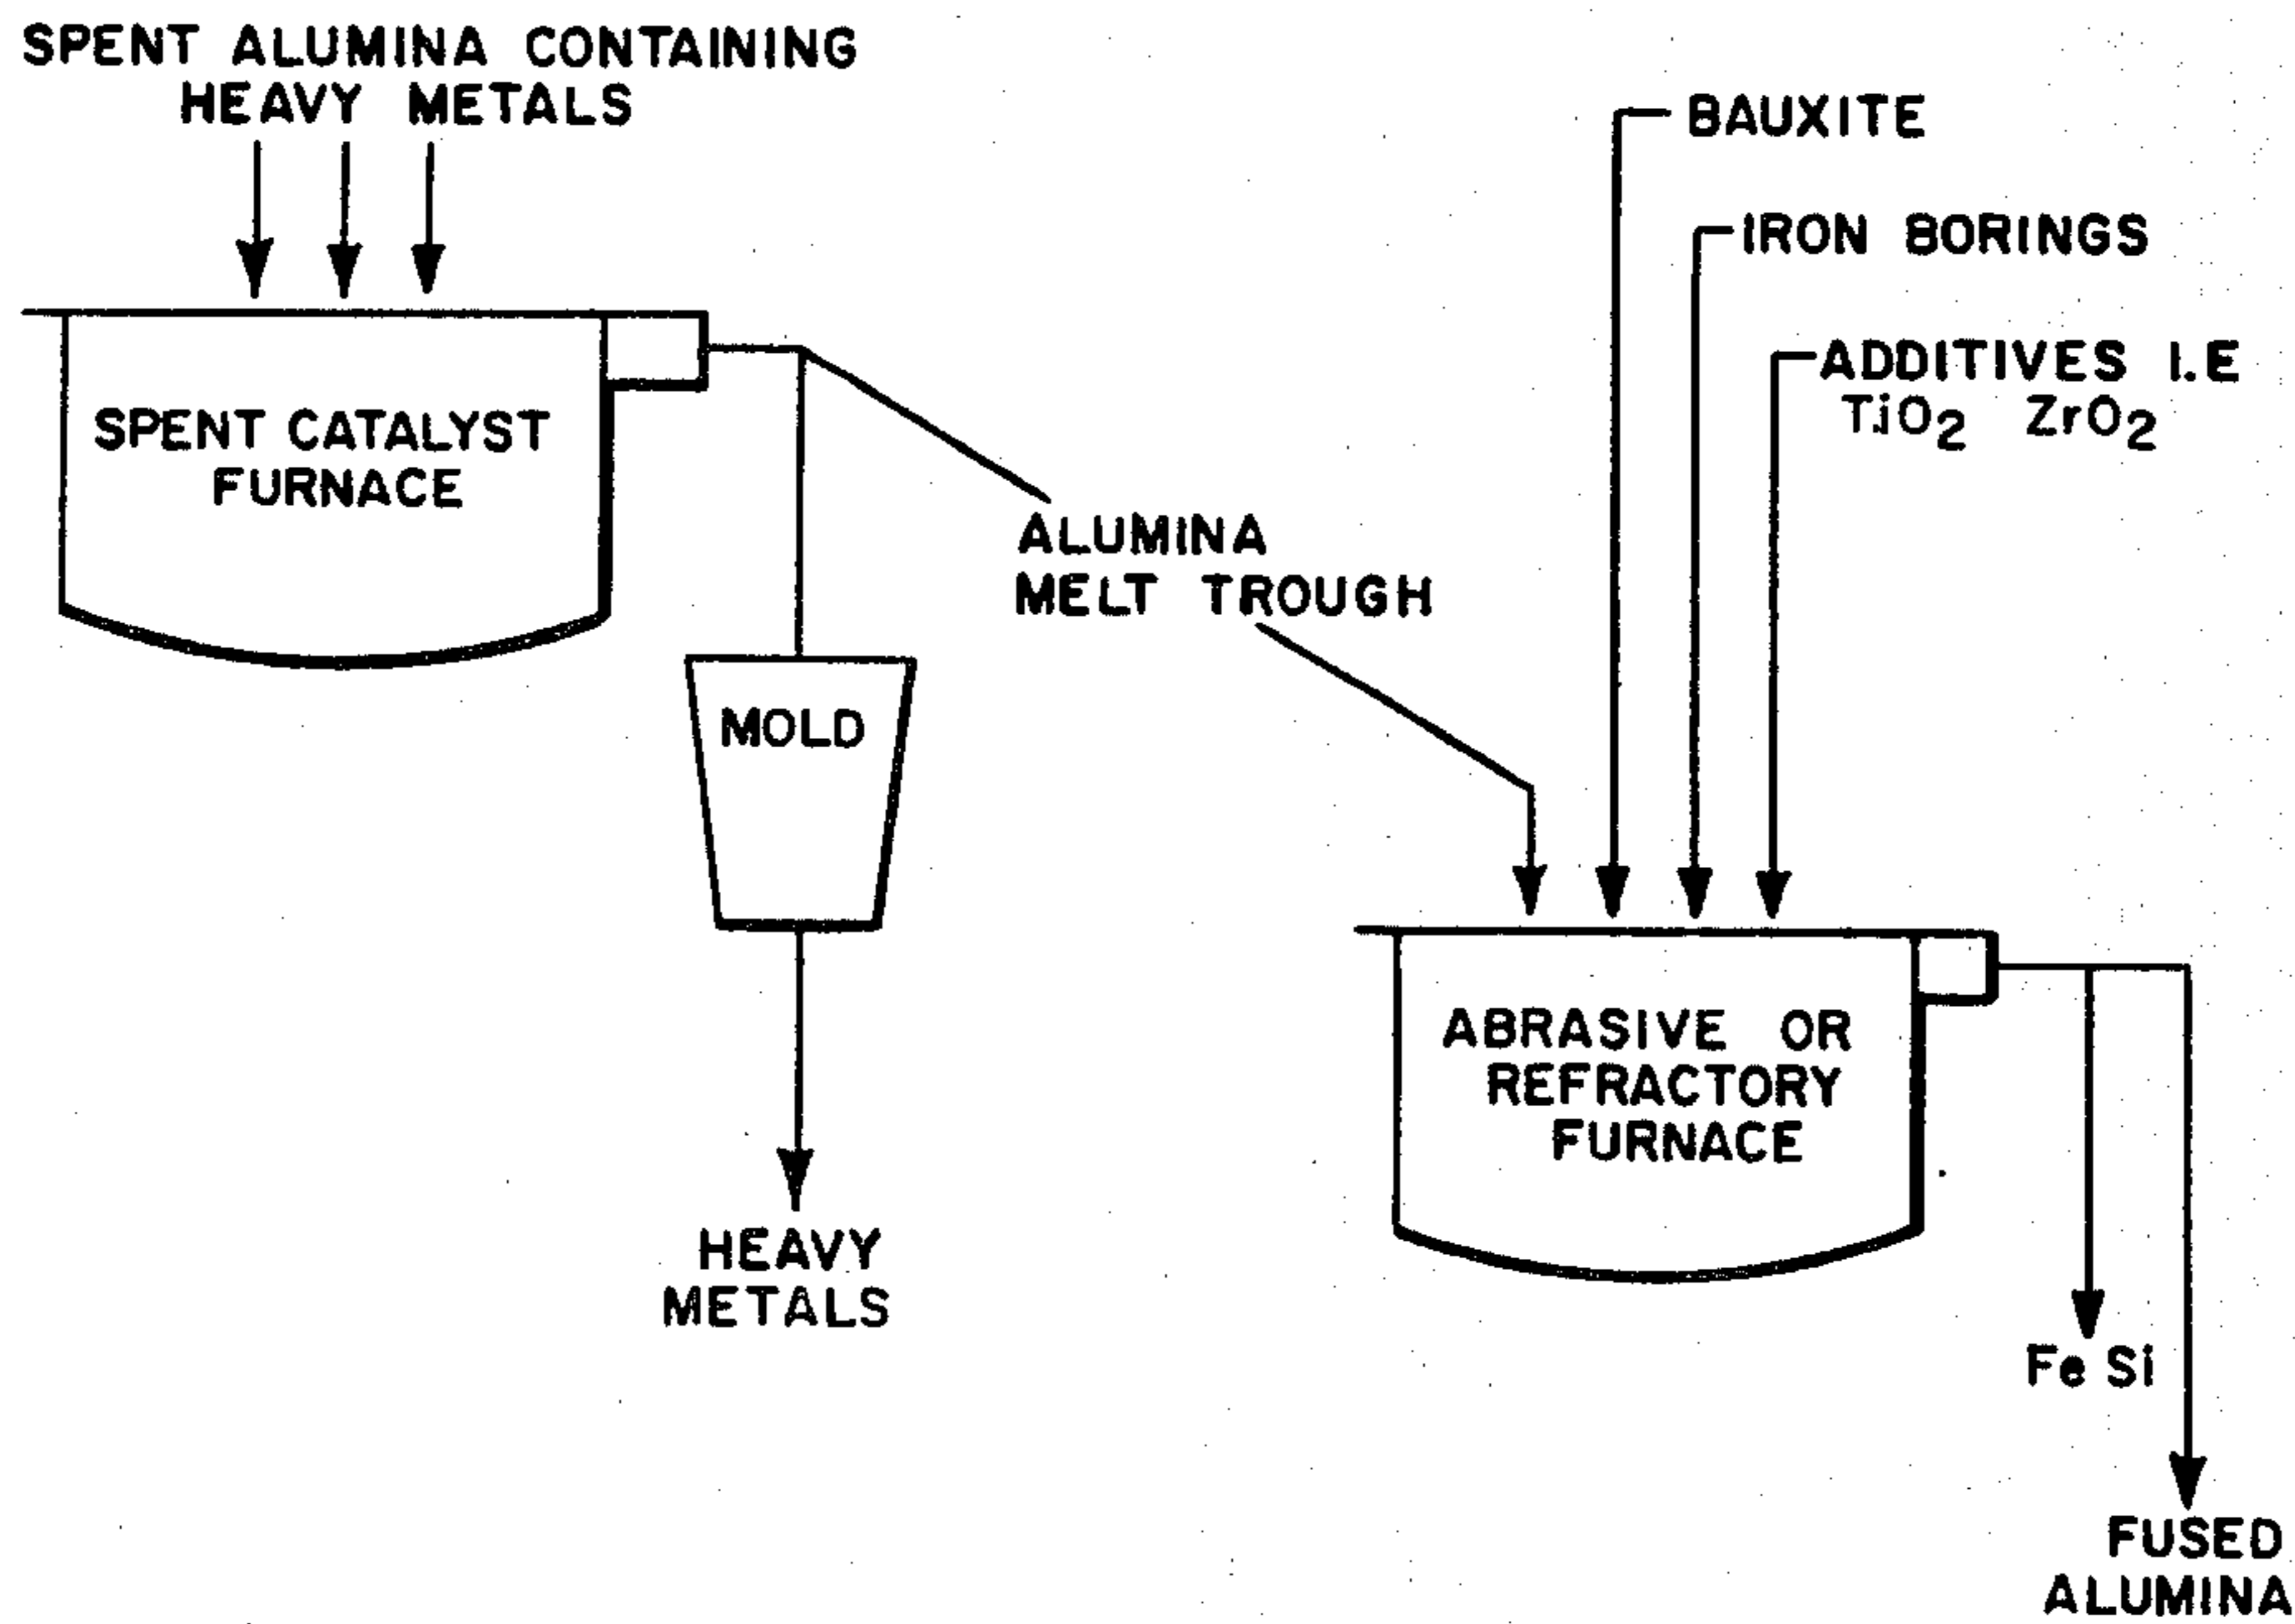 SPENT ALUMINA CONTAINING
HEAVY METALS
BAUXITE
IRON BORINGS
ADDITIVES I.E
TiO2 ZrO2
SPENT CATALYST
FURNACE
ALUMINA
MELT TROUGH
MOLD
ABRASIVE OR
REFRACTORY
FURNACE
HEAVY
METALS
Fe Si
FUSED
ALUMINA